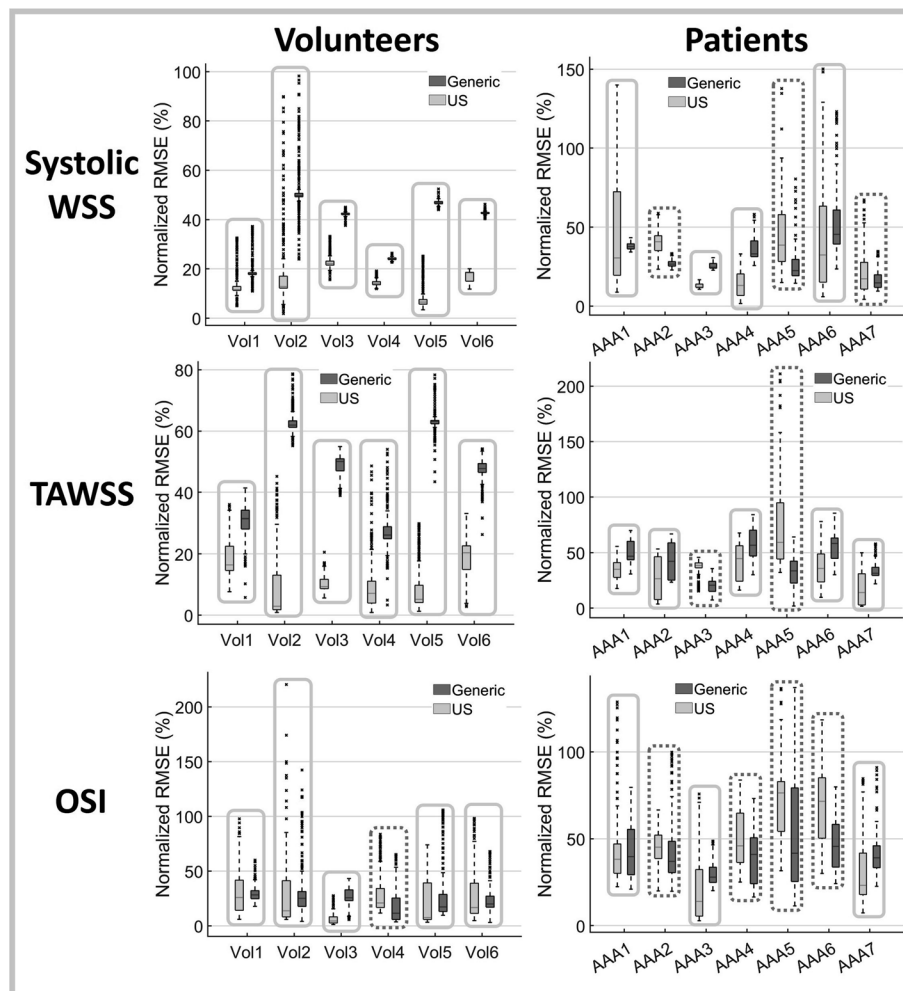 Volunteers
Patients
Systolic
WSS
Normalized RMSE (%)
100
80
60
40
20
0
Generic
US
Vol1 Vol2 Vol3 Vol4 Vol5 Vol6
Normalized RMSE (%)
150
100
50
0
Generic
US
AAA1 AAA2 AAA3 AAA4 AAA5 AAA6 AAA7
TAWSS
Normalized RMSE (%)
80
60
40
20
0
Generic
US
Vol1 Vol2 Vol3 Vol4 Vol5 Vol6
Normalized RMSE (%)
200
150
100
50
0
Generic
US
AAA1 AAA2 AAA3 AAA4 AAA5 AAA6 AAA7
OSI
Normalized RMSE (%)
200
150
100
50
0
Generic
US
Vol1 Vol2 Vol3 Vol4 Vol5 Vol6
Normalized RMSE (%)
100
50
0
Generic
US
AAA1 AAA2 AAA3 AAA4 AAA5 AAA6 AAA7